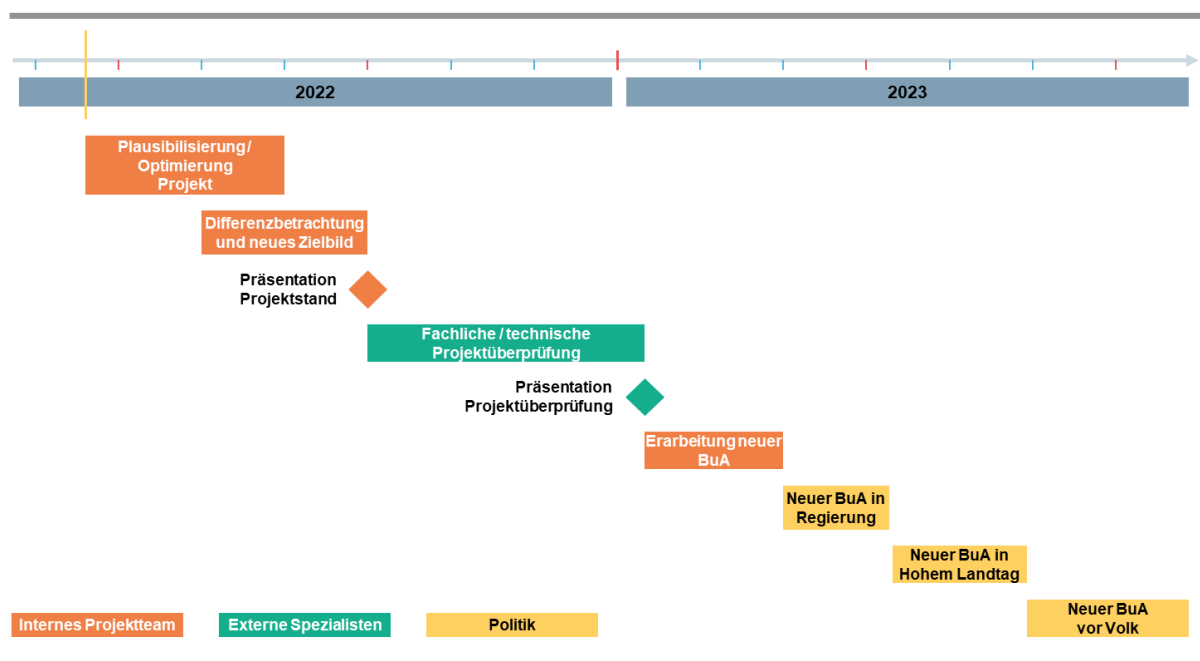 2022
2023
Plausibilisierung/
Optimierung
Projekt
Differenzbetrachtung
und neues Zielbild
Präsentation
Projektstand
Fachliche / technische
Projektüberprüfung
Präsentation
Projektüberprüfung
Erarbeitung neuer
BuA
Neuer BuA in
Regierung
Neuer BuA in
Hohem Landtag
Neuer BuA
vor Volk
Internes Projektteam
Externe Spezialisten
Politik